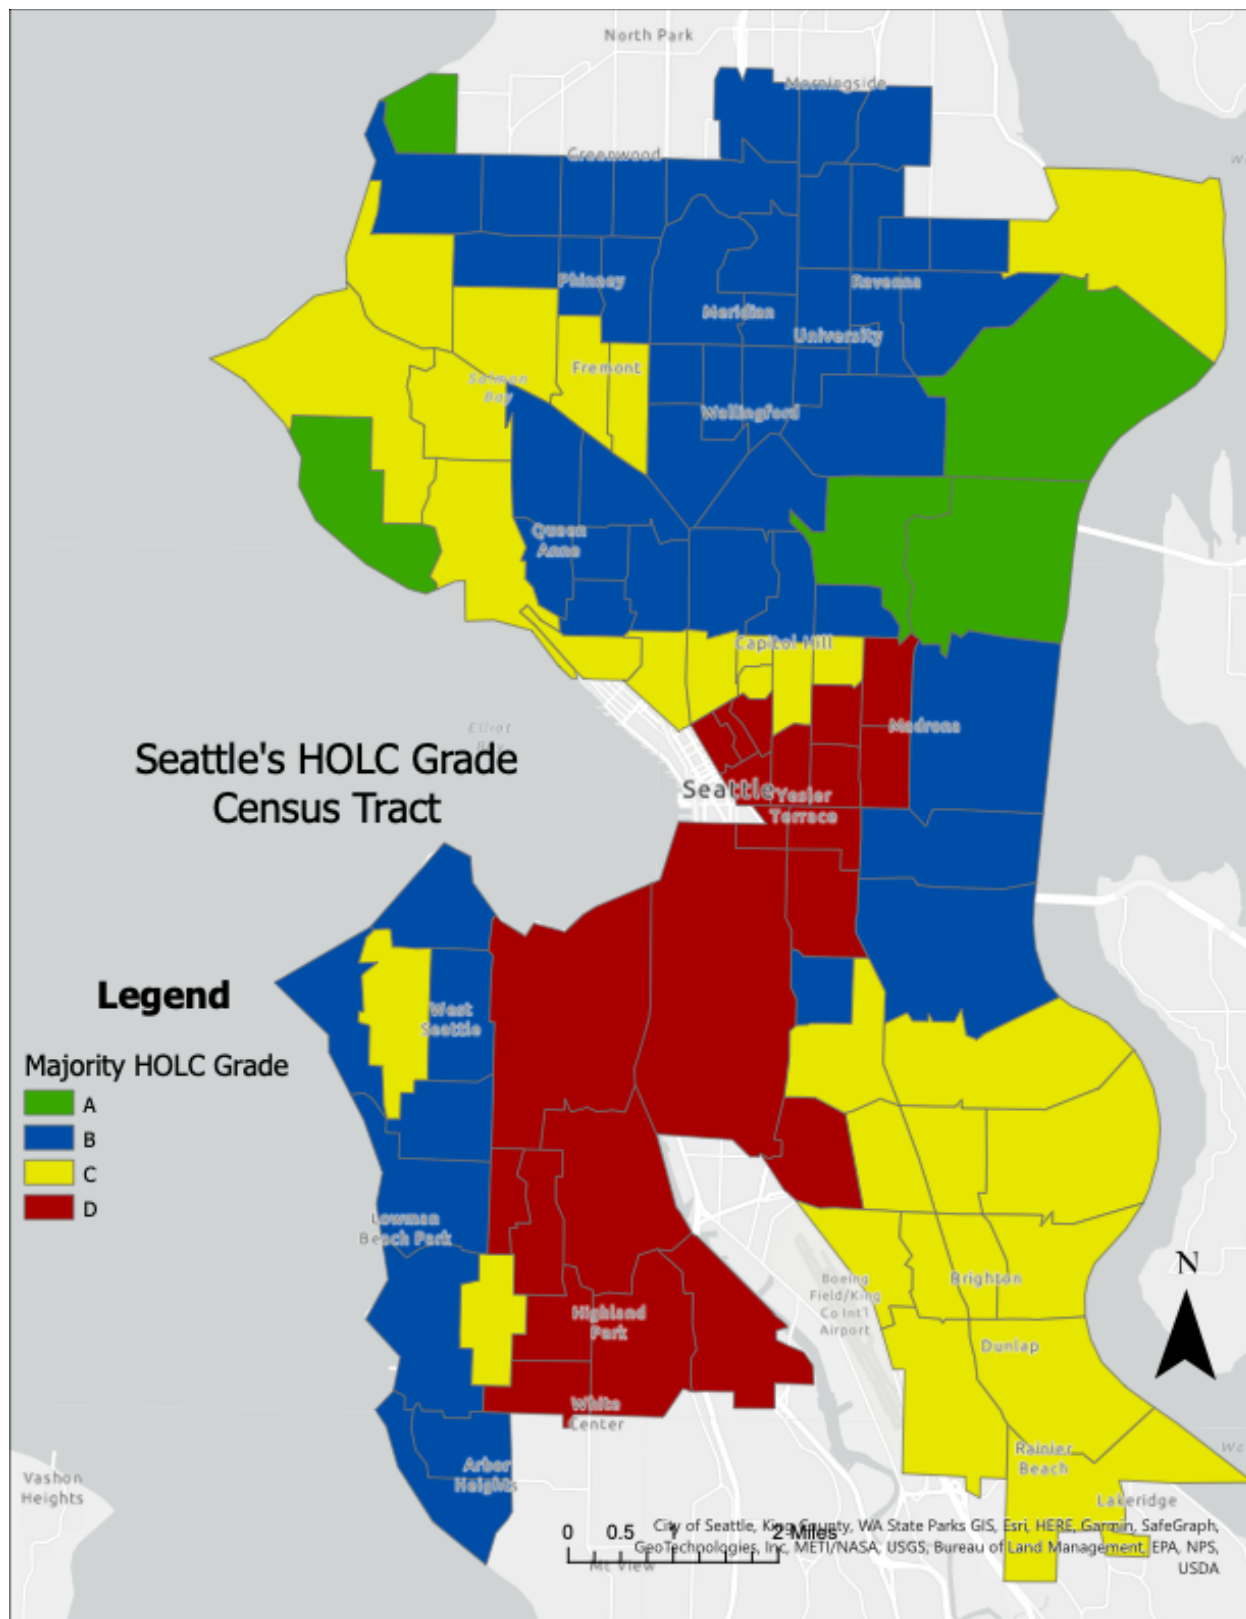 North Park
Morningside
Greenwood
Phinney
Ravenna
Meridian
University
Fremont
Salmon
Bay
Wallingford
Queen
Anne
Capitol Hill
Madrona
Elliot
Seattle's HOLC Grade
Census Tract
Seattle
Yesler
Terrace
Legend
West
Seattle
Majority HOLC Grade
A
B
C
D
Lowman
Beach Park
N
Boeing
Field/King
Co Int'l
Airport
Brighton
Highland
Park
Dunlap
White
Center
Rainier
Beach
Arbor
Heights
Vashon
Heights
Lakeridge
0 0.5 1 2 Miles
City of Seattle, King County, WA State Parks GIS, Esri, HERE, Garmin, SafeGraph,
GeoTechnologies, Inc, METI/NASA, USGS, Bureau of Land Management, EPA, NPS,
USDA
Mt View